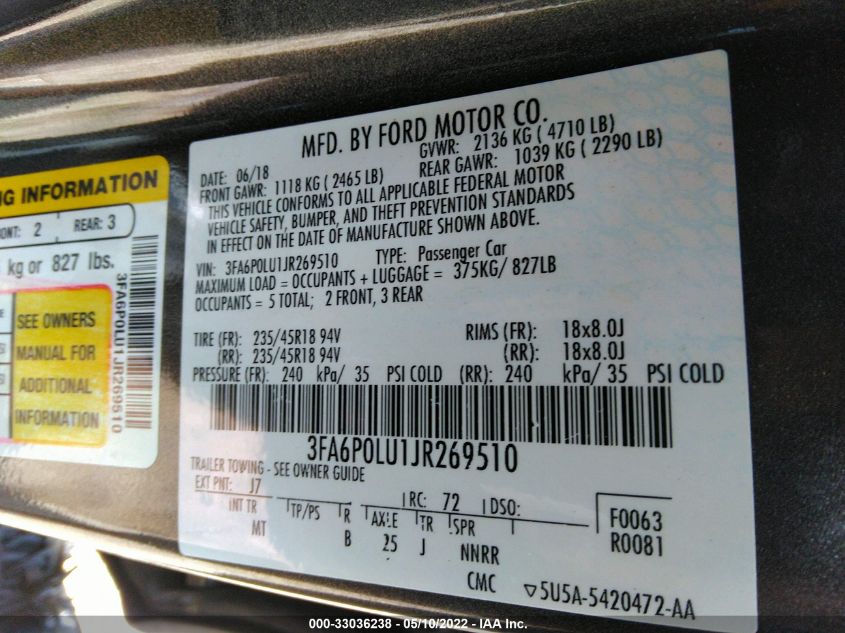 NG INFORMATION
ONT: 2 REAR: 3
kg or 827 lbs.
SEE OWNERS
MANUAL FOR
ADDITIONAL
INFORMATION
3FA6P0LU1JR269510
MFD. BY FORD MOTOR CO.
DATE: 06/18 GVWR: 2136 KG ( 4710 LB)
FRONT GAWR: 1118 KG ( 2465 LB) REAR GAWR: 1039 KG ( 2290 LB)
THIS VEHICLE CONFORMS TO ALL APPLICABLE FEDERAL MOTOR
VEHICLE SAFETY, BUMPER, AND THEFT PREVENTION STANDARDS
IN EFFECT ON THE DATE OF MANUFACTURE SHOWN ABOVE.
VIN: 3FA6P0LU1JR269510 TYPE: Passenger Car
MAXIMUM LOAD = OCCUPANTS + LUGGAGE = 375KG/ 827LB
OCCUPANTS = 5 TOTAL; 2 FRONT, 3 REAR
TIRE (FR): 235/45R18 94V RIMS (FR): 18x8.0J
(RR): 235/45R18 94V (RR): 18x8.0J
PRESSURE (FR): 240 kPa/ 35 PSI COLD (RR): 240 kPa/ 35 PSI COLD
3FA6P0LU1JR269510
TRAILER TOWING - SEE OWNER GUIDE
EXT PNT: J7 RC: 72 DSO: F0063
INT TR TP/PS R AXLE TR SPR R0081
MT B 25 J NNRR
CMC ▽5U5A-5420472-AA
000-33036238 - 05/10/2022 - IAA Inc.